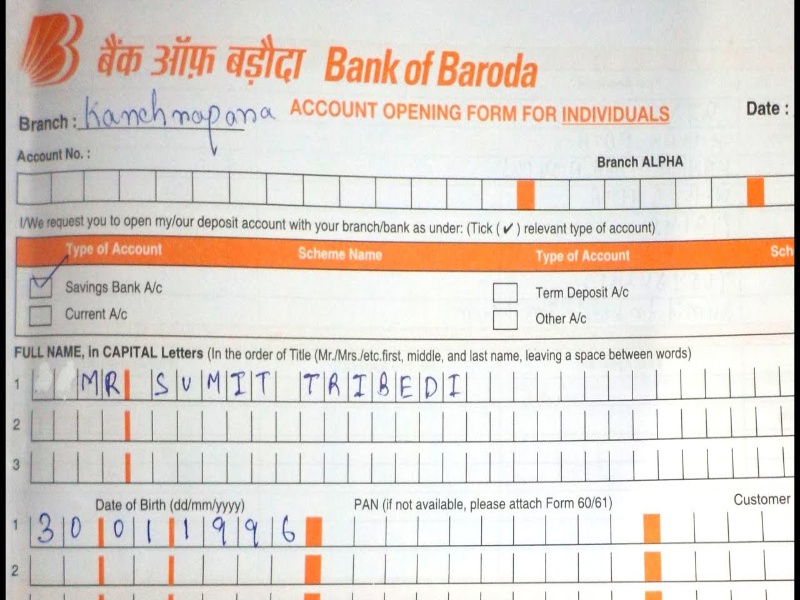 बैंक ऑफ़ बड़ौदा Bank of Baroda
Branch : Kanchrapara ACCOUNT OPENING FORM FOR INDIVIDUALS Date :
Account No. : Branch ALPHA
I/We request you to open my/our deposit account with your branch/bank as under: (Tick (✓) relevant type of account)
Type of Account Scheme Name Type of Account Sch
Savings Bank A/c Term Deposit A/c
Current A/c Other A/c
FULL NAME, in CAPITAL Letters (In the order of Title (Mr./Mrs./etc.first, middle, and last name, leaving a space between words)
1 MR SUMIT TRIBEDI
2
3
Date of Birth (dd/mm/yyyy) PAN (if not available, please attach Form 60/61) Customer
1 30 01 1996
2